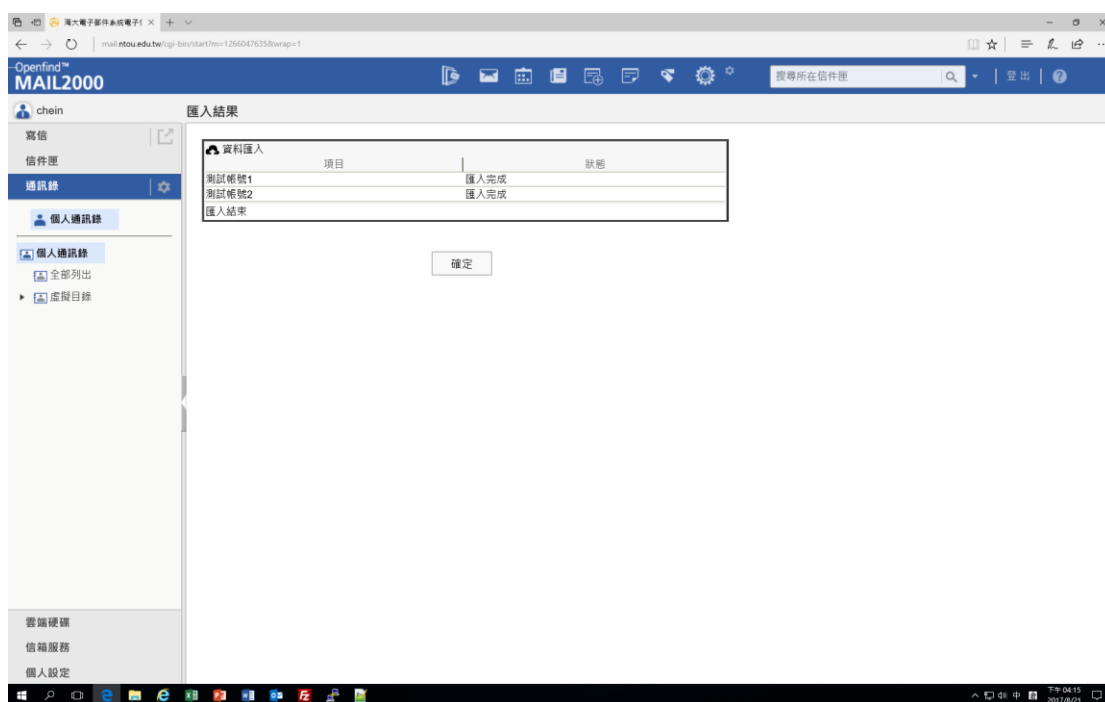 海大電子郵件系統電子
mail.ntou.edu.tw/cgi-bin/start?m=1266047635&wrap=1
Openfind™
MAIL2000
搜尋所在信件匣
登出
chein
匯入結果
寫信
信件匣
通訊錄
個人通訊錄
個人通訊錄
全部列出
虛擬目錄
資料匯入
項目 狀態
測試帳號1 匯入完成
測試帳號2 匯入完成
匯入結束
確定
雲端硬碟
信箱服務
個人設定
中
下午 04:15
2017/8/21